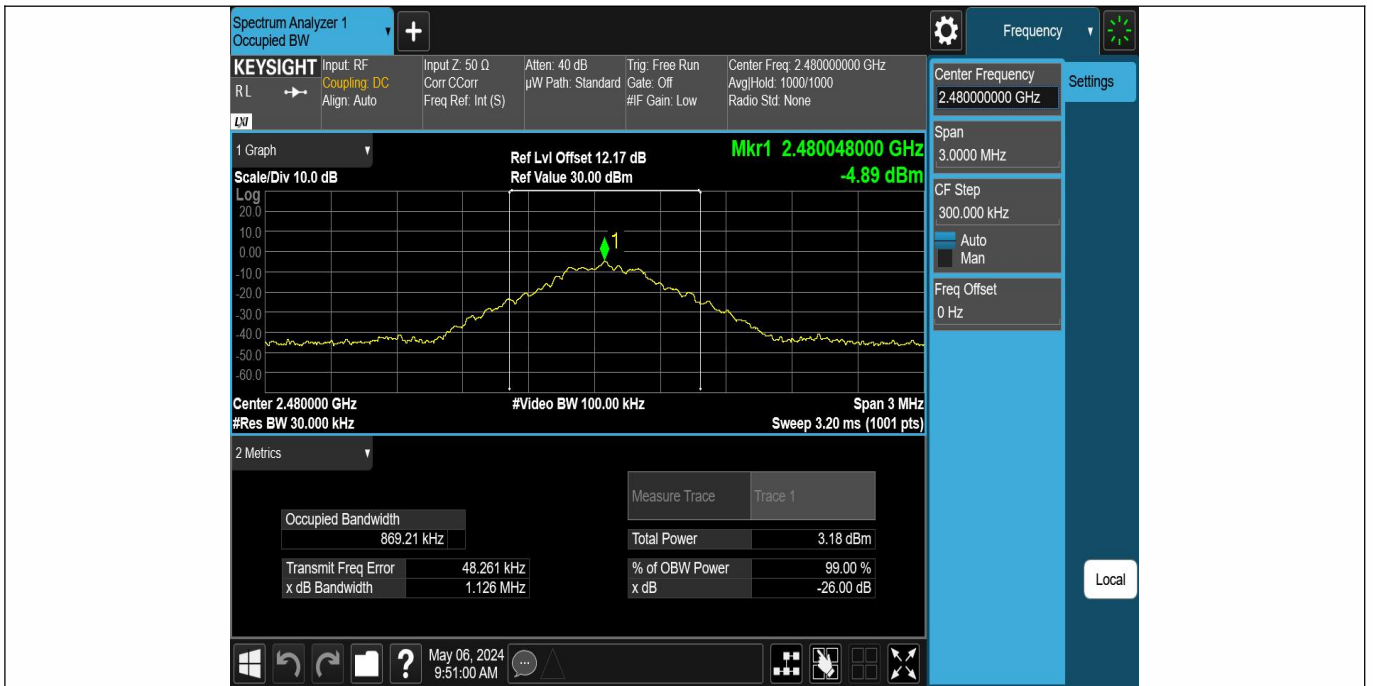 Spectrum Analyzer 1
Occupied BW
+
Frequency
KEYSIGHT
RL
LXI
Input: RF
Coupling: DC
Align: Auto
Input Z: 50 Ω
Corr CCorr
Freq Ref: Int (S)
Atten: 40 dB
µW Path: Standard
Trig: Free Run
Gate: Off
#IF Gain: Low
Center Freq: 2.480000000 GHz
Avg|Hold: 1000/1000
Radio Std: None
Center Frequency
2.480000000 GHz
Settings
Span
3.0000 MHz
CF Step
300.000 kHz
Auto
Man
Freq Offset
0 Hz
Local
1 Graph
Scale/Div 10.0 dB
Ref Lvl Offset 12.17 dB
Ref Value 30.00 dBm
Mkr1 2.480048000 GHz
-4.89 dBm
Log
20.0
10.0
0.00
-10.0
-20.0
-30.0
-40.0
-50.0
-60.0
1
Center 2.480000 GHz
#Video BW 100.00 kHz
Span 3 MHz
#Res BW 30.000 kHz
Sweep 3.20 ms (1001 pts)
2 Metrics
Measure Trace
Trace 1
Occupied Bandwidth
869.21 kHz
Total Power
3.18 dBm
Transmit Freq Error
48.261 kHz
% of OBW Power
99.00 %
x dB Bandwidth
1.126 MHz
x dB
-26.00 dB
?
May 06, 2024
9:51:00 AM